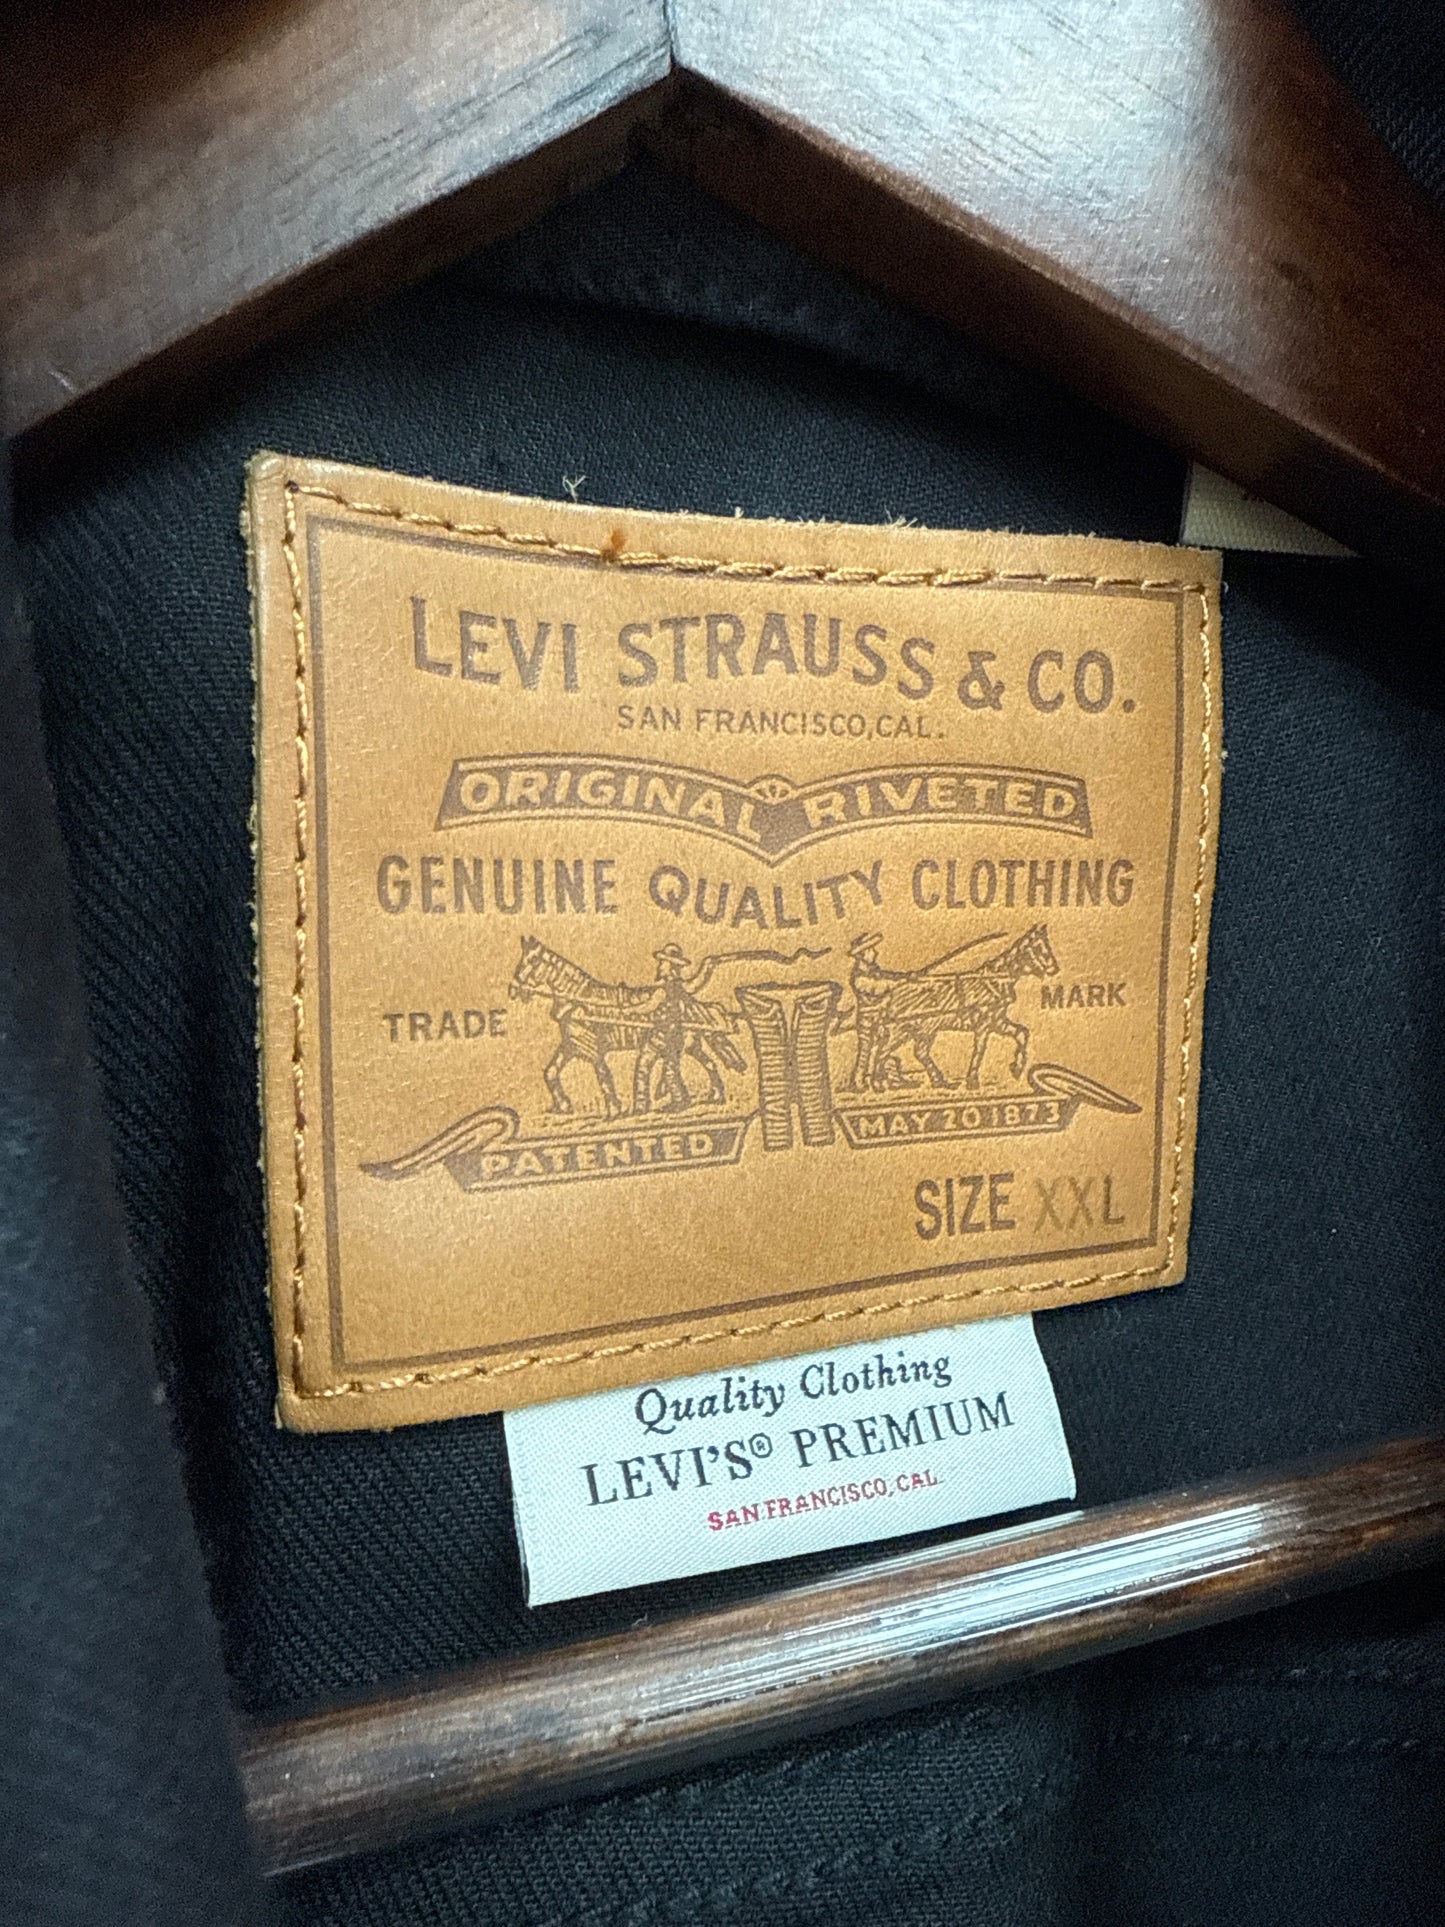 LEVI STRAUSS & CO.
SAN FRANCISCO, CAL.
ORIGINAL RIVETED
GENUINE QUALITY CLOTHING
TRADE MARK
PATENTED MAY 20 1873
SIZE XXL
Quality Clothing
LEVI'S® PREMIUM
SAN FRANCISCO, CAL.